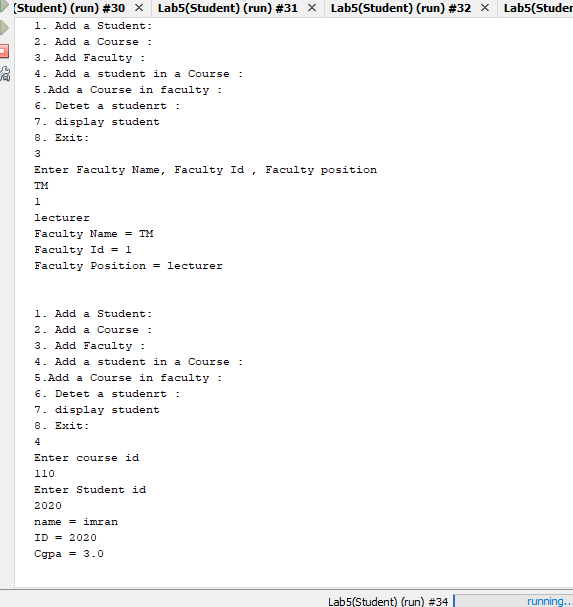 (Student) (run) #30 × Lab5(Student) (run) #31 × Lab5(Student) (run) #32 × Lab5(Studen
1. Add a Student:
2. Add a Course :
3. Add Faculty :
4. Add a student in a Course :
5.Add a Course in faculty :
6. Detet a studenrt :
7. display student
8. Exit:
3
Enter Faculty Name, Faculty Id , Faculty position
TM
1
lecturer
Faculty Name = TM
Faculty Id = 1
Faculty Position = lecturer
1. Add a Student:
2. Add a Course :
3. Add Faculty :
4. Add a student in a Course :
5.Add a Course in faculty :
6. Detet a studenrt :
7. display student
8. Exit:
4
Enter course id
110
Enter Student id
2020
name = imran
ID = 2020
Cgpa = 3.0
Lab5(Student) (run) #34 running..